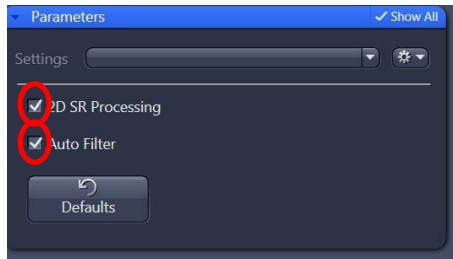 Parameters
Show All
Settings
2D SR Processing
Auto Filter
Defaults